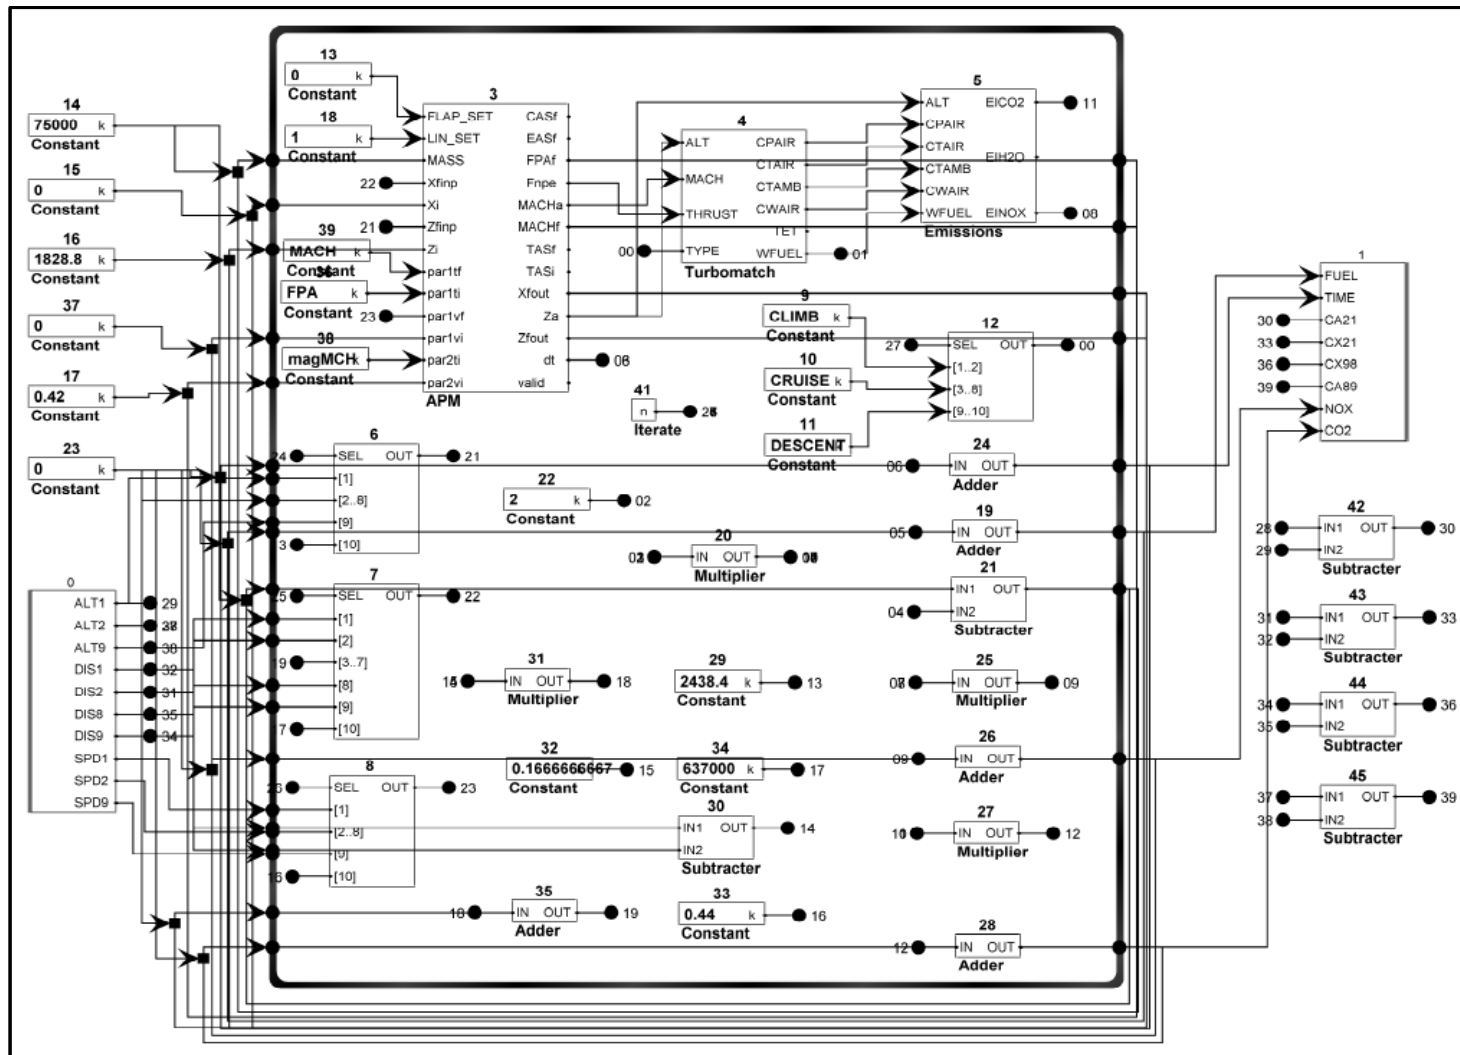 14
75000 k
Constant
15
0 k
Constant
16
1828.8 k
Constant
37
0 k
Constant
17
0.42 k
Constant
23
0 k
Constant
0
ALT1 29
ALT2
ALT9 38
DIS1 32
DIS2 31
DIS8 35
DIS9 34
SPD1
SPD2
SPD9
13
0 k
Constant
18
1 k
Constant
39
MACH k
Constant
FPA k
Constant
38
magMCH k
Constant
3
FLAP_SET CASf
LIN_SET EASf
MASS FPAf
22 Xfinp Fnpe
Xi MACHa
21 Zfinp MACHf
Zi TASf
par1tf TASi
par1ti Xfout
23 par1vf Za
par1vi Zfout
par2ti dt
par2vi valid
APM
4
ALT CPAIR
CTAIR
MACH CTAMB
THRUST CWAIR
TET
00 TYPE WFUEL 01
Turbomatch
5
ALT EICO2 11
CPAIR
CTAIR
EIH2O
CTAMB
CWAIR
WFUEL EINOX
Emissions
9
CLIMB k
Constant
10
CRUISE k
Constant
11
DESCENT
Constant
12
27 SEL OUT 00
[1..2]
[3..8]
[9..10]
41
n
Iterate
6
24 SEL OUT 21
[1]
[2..8]
[9]
3 [10]
22
2 k 02
Constant
24
06 IN OUT
Adder
19
05 IN OUT
Adder
20
IN OUT
Multiplier
21
IN1 OUT
04 IN2
Subtracter
7
25 SEL OUT 22
[1]
[2]
19 [3..7]
[8]
[9]
7 [10]
31
IN OUT 18
Multiplier
29
2438.4 k 13
Constant
25
IN OUT 09
Multiplier
32
0.1666666667 15
Constant
34
637000 k 17
Constant
26
09 IN OUT
Adder
8
26 SEL OUT 23
[1]
[2..8]
[9]
16 [10]
30
IN1 OUT 14
IN2
Subtracter
27
IN OUT 12
Multiplier
35
18 IN OUT 19
Adder
33
0.44 k 16
Constant
28
12 IN OUT
Adder
1
FUEL
TIME
30 CA21
33 CX21
36 CX98
39 CA89
NOX
CO2
42
28 IN1 OUT 30
29 IN2
Subtracter
43
31 IN1 OUT 33
32 IN2
Subtracter
44
34 IN1 OUT 36
35 IN2
Subtracter
45
37 IN1 OUT 39
38 IN2
Subtracter